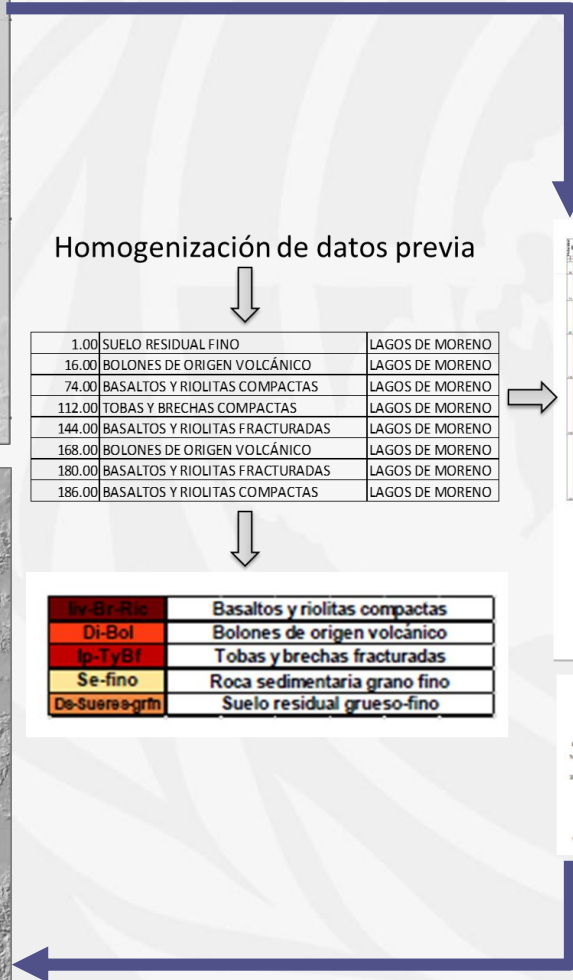 Homogenización de datos previa
1.00 SUELO RESIDUAL FINO LAGOS DE MORENO
16.00 BOLONES DE ORIGEN VOLCÁNICO LAGOS DE MORENO
74.00 BASALTOS Y RIOLITAS COMPACTAS LAGOS DE MORENO
112.00 TOBAS Y BRECHAS COMPACTAS LAGOS DE MORENO
144.00 BASALTOS Y RIOLITAS FRACTURADAS LAGOS DE MORENO
168.00 BOLONES DE ORIGEN VOLCÁNICO LAGOS DE MORENO
180.00 BASALTOS Y RIOLITAS FRACTURADAS LAGOS DE MORENO
186.00 BASALTOS Y RIOLITAS COMPACTAS LAGOS DE MORENO
Basaltos y riolitas compactas
Di-Bol Bolones de origen volcánico
Ip-TyBf Tobas y brechas fracturadas
Se-fino Roca sedimentaria grano fino
Ds-Sueres-grfn Suelo residual grueso-fino